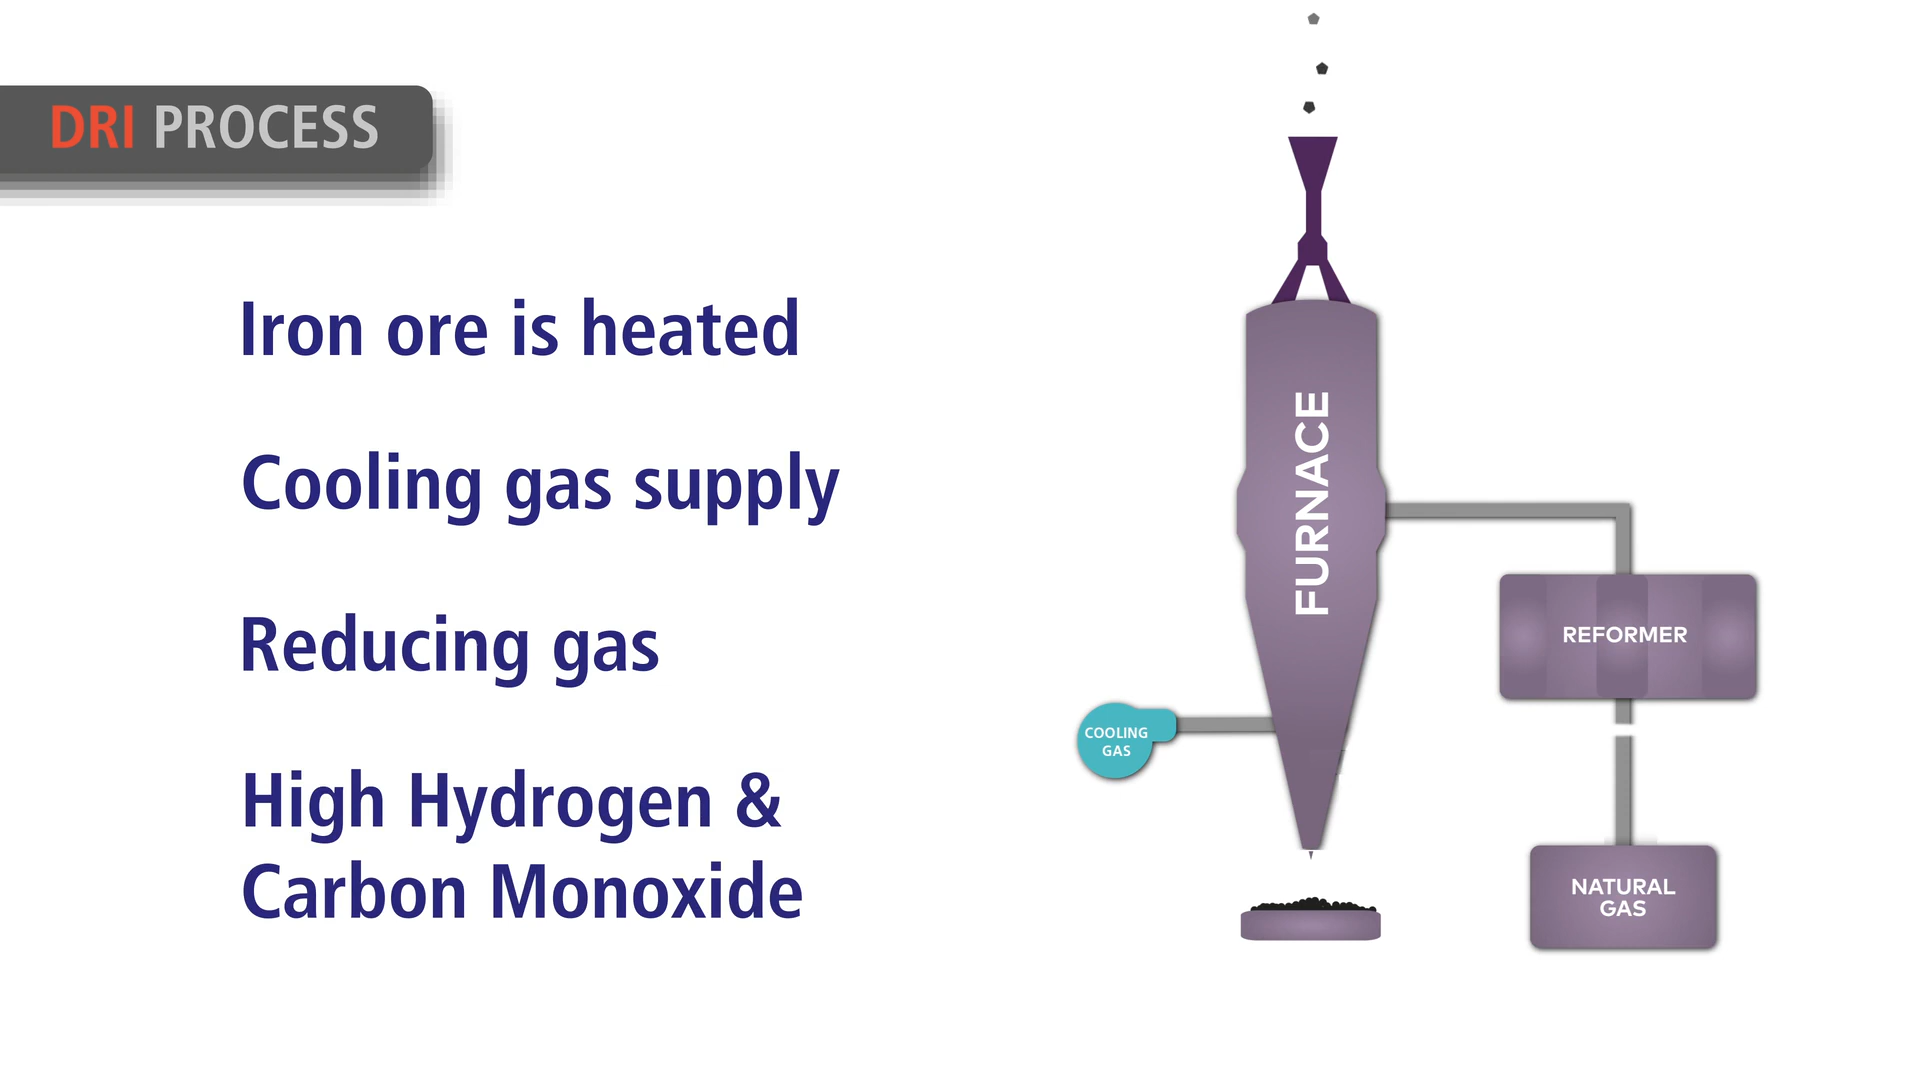 DRI PROCESS
Iron ore is heated
Cooling gas supply
Reducing gas
High Hydrogen &
Carbon Monoxide
FURNACE
REFORMER
COOLING
GAS
NATURAL
GAS